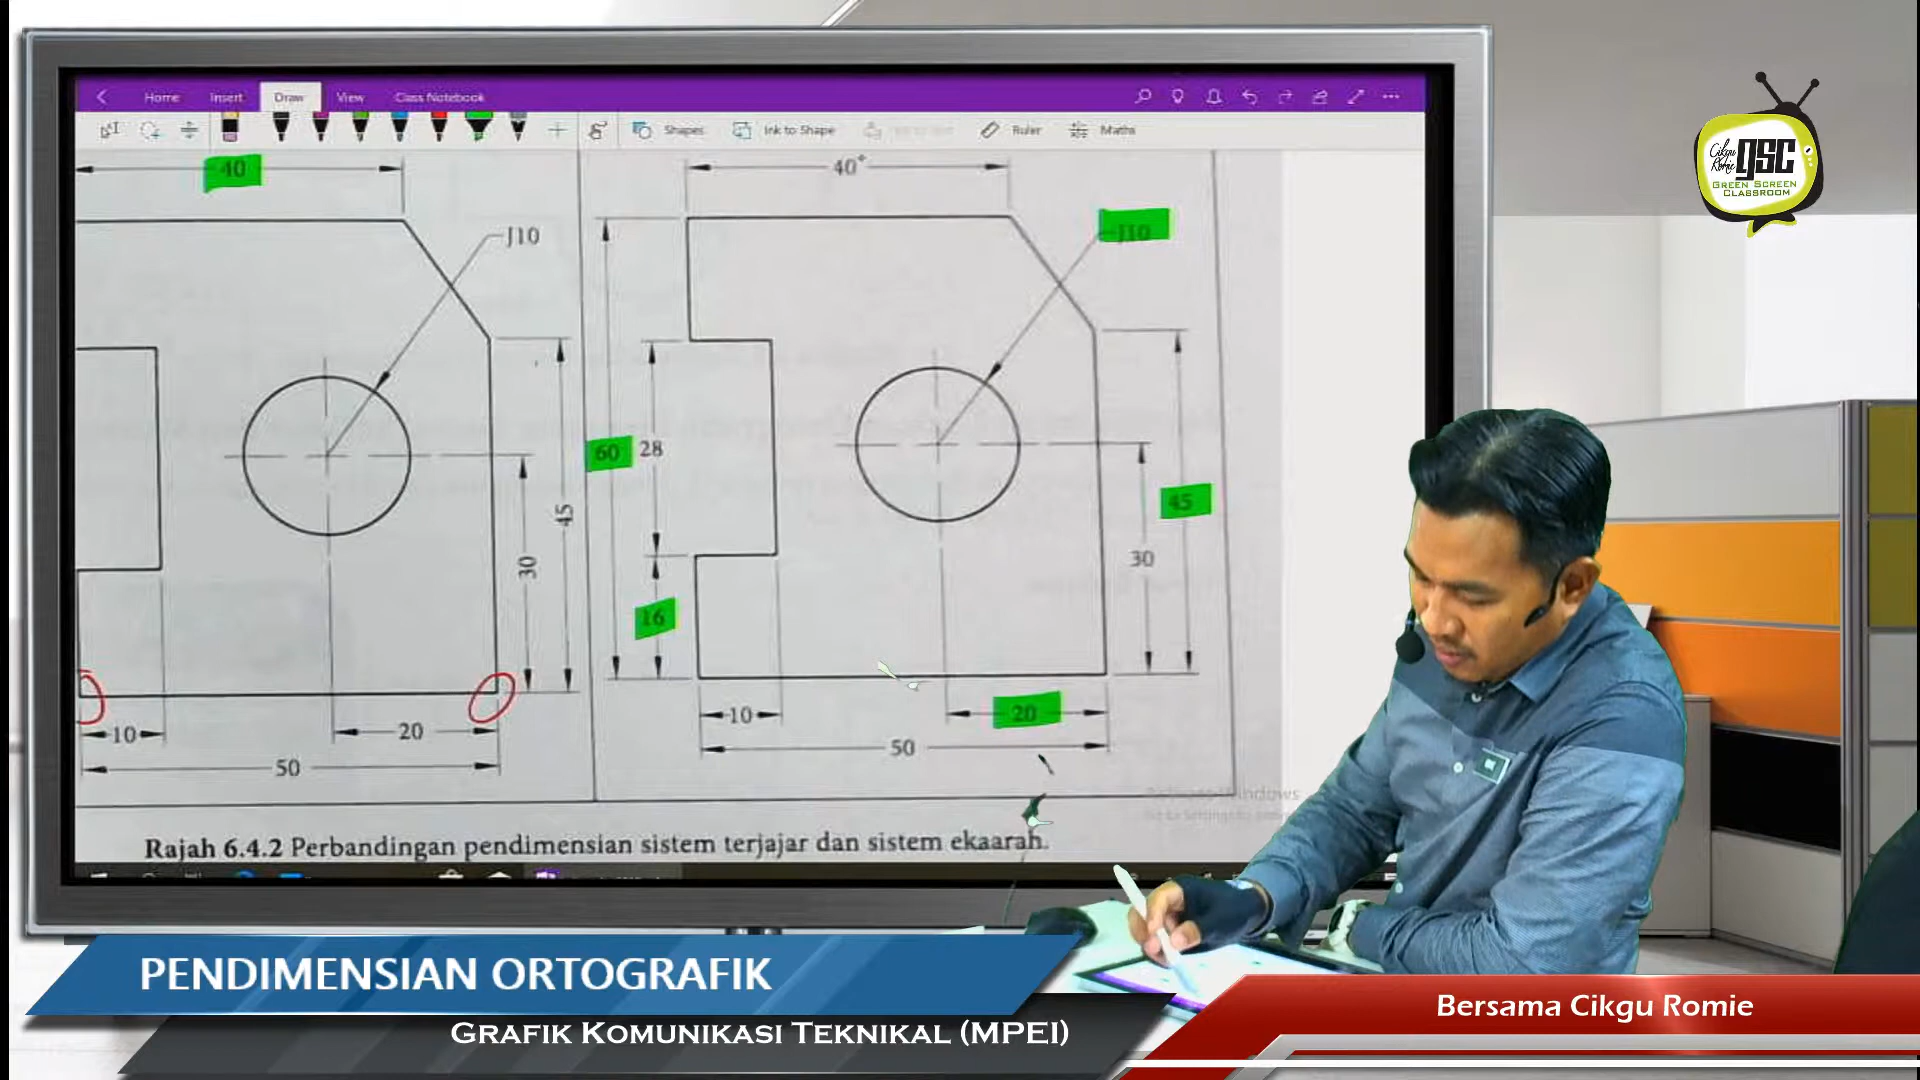 Home Insert Draw View Class Notebook
Shapes Ink to Shape Ruler Maths
40
J10
45
30
10
20
50
40°
J10
60
28
45
30
16
10
20
50
Rajah 6.4.2 Perbandingan pendimensian sistem terjajar dan sistem ekaarah.
Cikgu
Romie
GSC
GREEN SCREEN
CLASSROOM
PENDIMENSIAN ORTOGRAFIK
GRAFIK KOMUNIKASI TEKNIKAL (MPEI)
Bersama Cikgu Romie